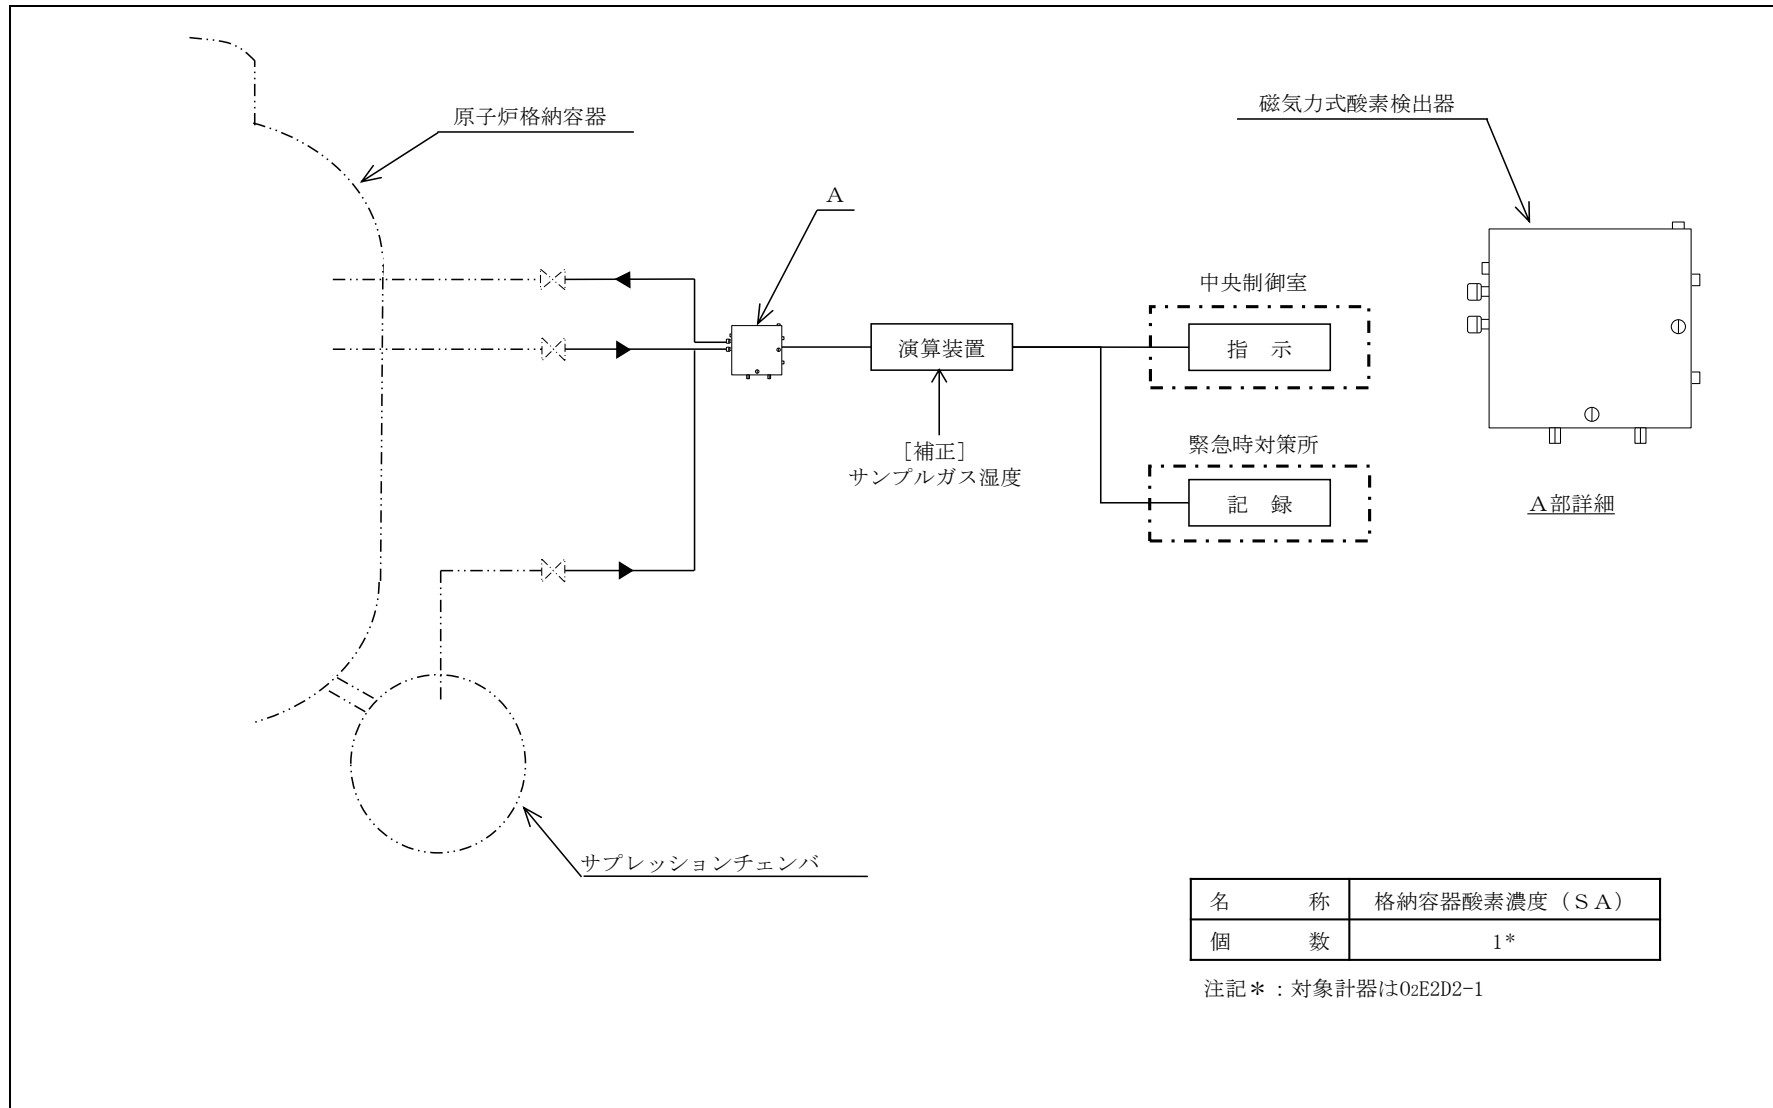 原子炉格納容器
磁気力式酸素検出器
A
中央制御室
演算装置
指　示
[補正]
サンプルガス湿度
緊急時対策所
記　録
A部詳細
サプレッションチェンバ
名　称　格納容器酸素濃度（ＳＡ）
個　数　1*
注記＊：対象計器はO2E2D2-1